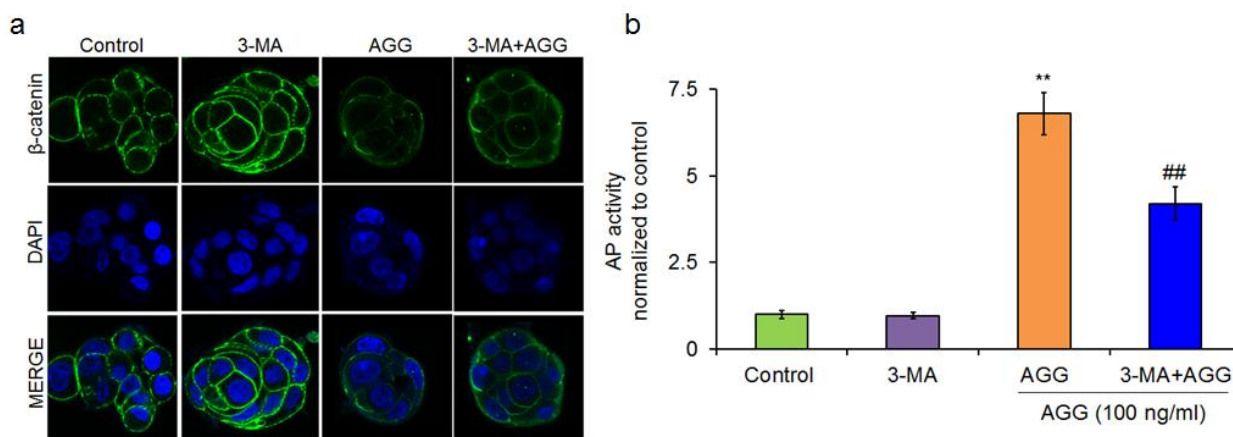 a
Control 3-MA AGG 3-MA+AGG
β-catenin
DAPI
MERGE
b
AP activity
normalized to control
7.5
5
2.5
0
**
##
Control 3-MA AGG 3-MA+AGG
AGG (100 ng/ml)